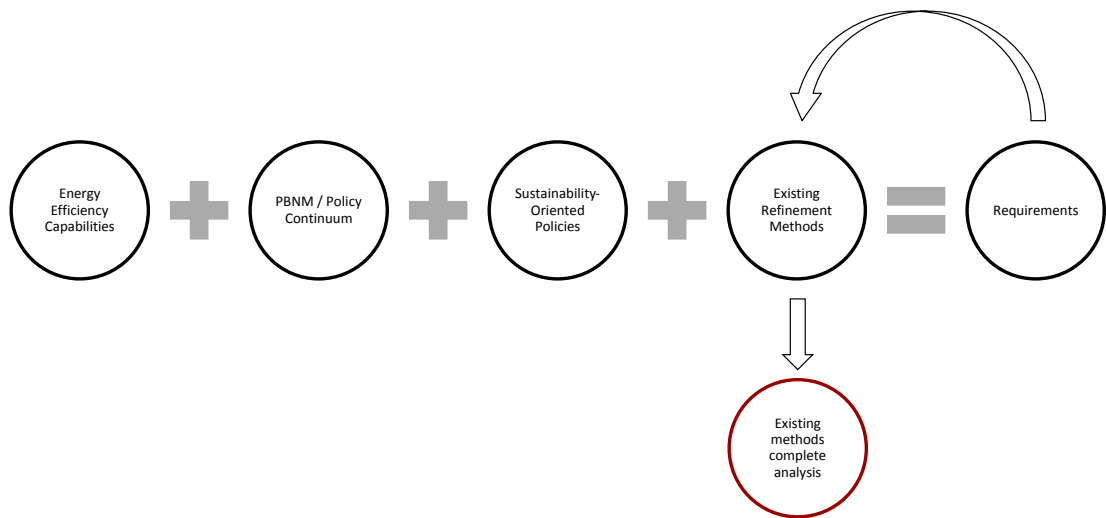 Energy
Efficiency
Capabilities
PBNM / Policy
Continuum
Sustainability-
Oriented
Policies
Existing
Refinement
Methods
Requirements
Existing
methods
complete
analysis